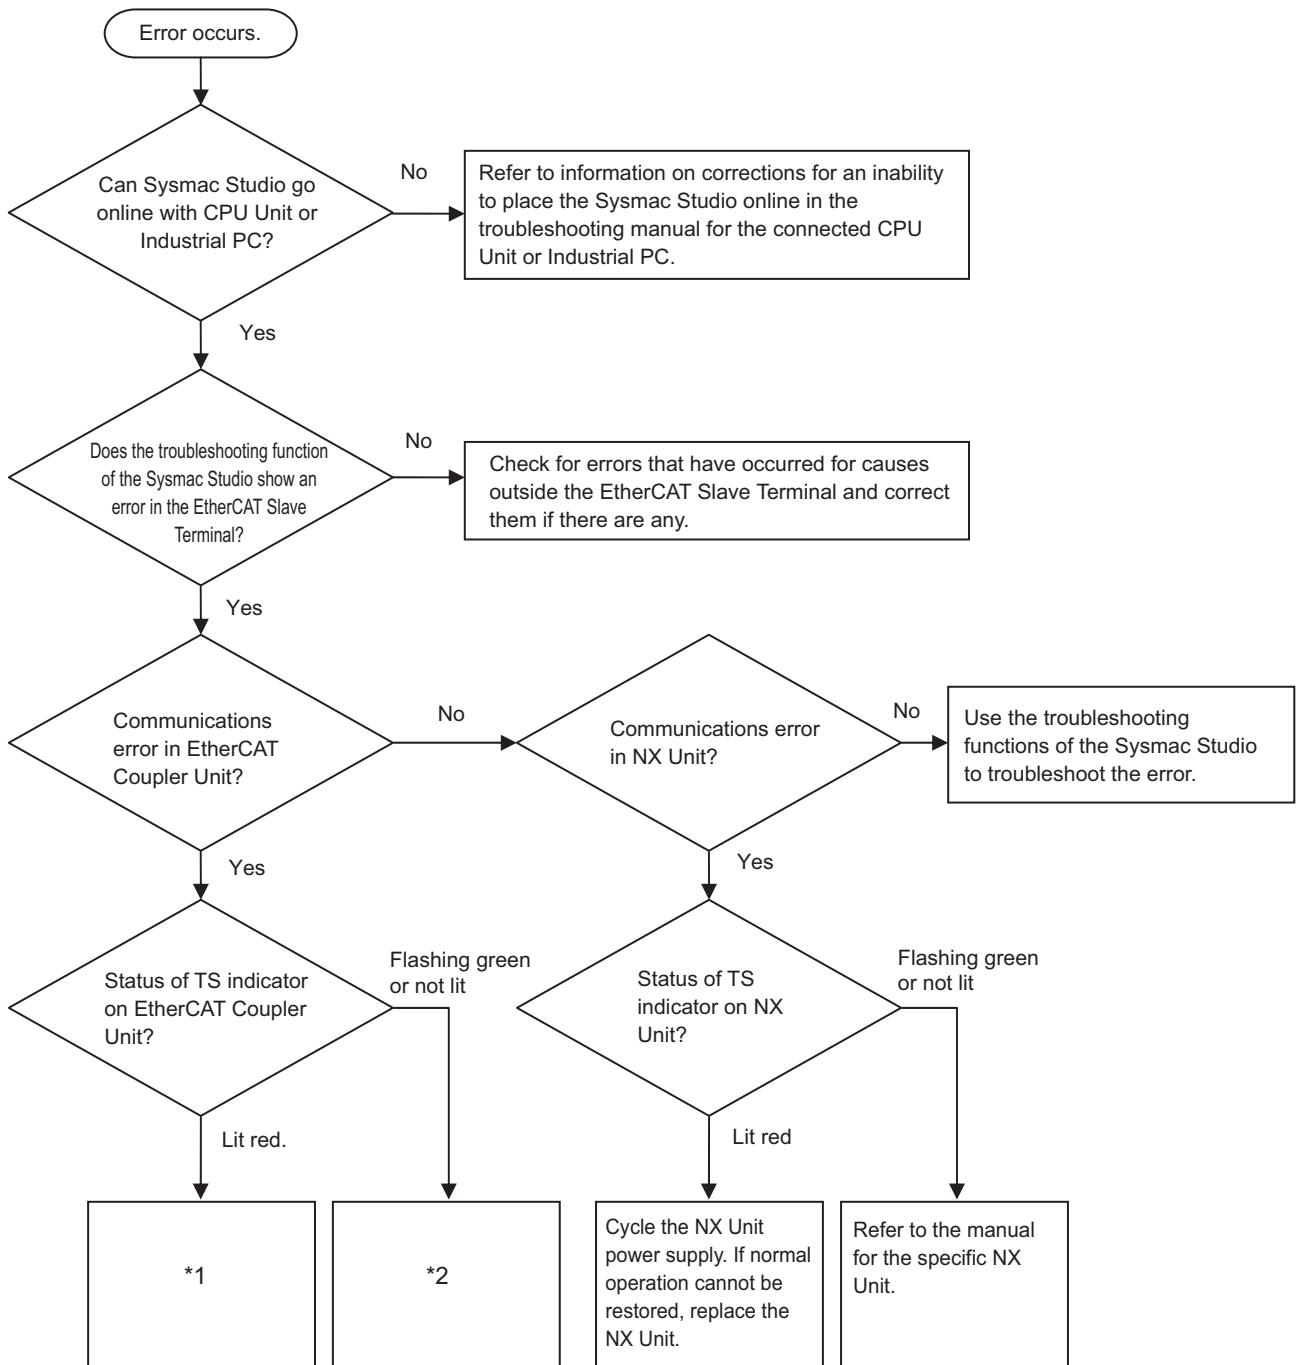 Error occurs.
Can Sysmac Studio go
online with CPU Unit or
Industrial PC?
No
Refer to information on corrections for an inability
to place the Sysmac Studio online in the
troubleshooting manual for the connected CPU
Unit or Industrial PC.
Yes
Does the troubleshooting function
of the Sysmac Studio show an
error in the EtherCAT Slave
Terminal?
No
Check for errors that have occurred for causes
outside the EtherCAT Slave Terminal and correct
them if there are any.
Yes
Communications
error in EtherCAT
Coupler Unit?
No
Communications error
in NX Unit?
No
Use the troubleshooting
functions of the Sysmac Studio
to troubleshoot the error.
Yes
Yes
Status of TS indicator
on EtherCAT Coupler
Unit?
Flashing green
or not lit
Status of TS
indicator on NX
Unit?
Flashing green
or not lit
Lit red.
Lit red
*1
*2
Cycle the NX Unit
power supply. If normal
operation cannot be
restored, replace the
NX Unit.
Refer to the manual
for the specific NX
Unit.